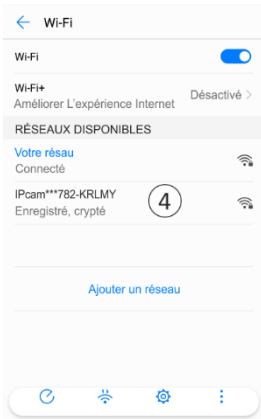 Wi-Fi
Wi-Fi
Wi-Fi+
Améliorer L'expérience Internet
Désactivé >
RÉSEAUX DISPONIBLES
Votre résau
Connecté
IPcam***782-KRLMY
Enregistré, crypté
4
Ajouter un réseau